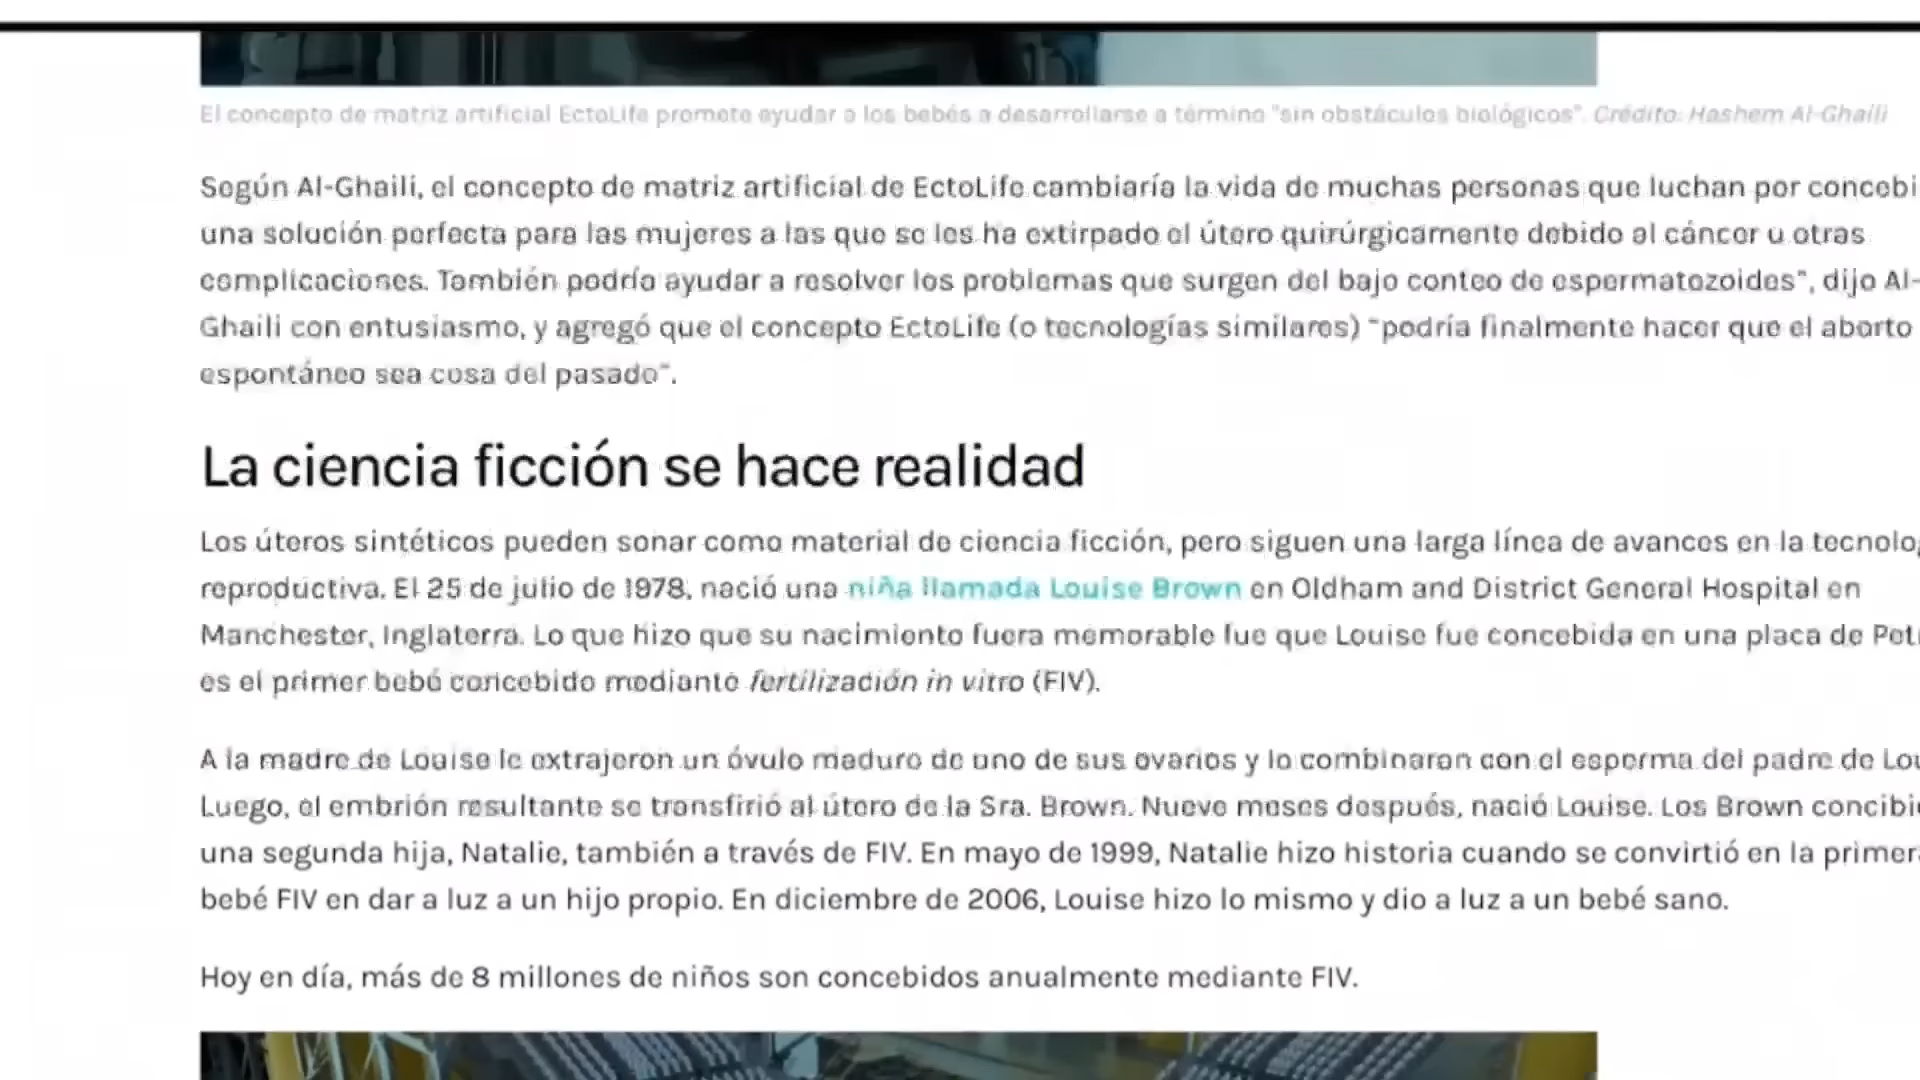 El concepto de matriz artificial EctoLife promete ayudar a los bebés a desarrollarse a término "sin obstáculos biológicos". Crédito: Hashem Al-Ghaili
Según Al-Ghaili, el concepto de matriz artificial de EctoLife cambiaría la vida de muchas personas que luchan por concebi
una solución perfecta para las mujeres a las que se les ha extirpado el útero quirúrgicamente debido al cáncer u otras
complicaciones. También podría ayudar a resolver los problemas que surgen del bajo conteo de espermatozoides", dijo Al-
Ghaili con entusiasmo, y agregó que el concepto EctoLife (o tecnologías similares) "podría finalmente hacer que el aborto
espontáneo sea cosa del pasado".
La ciencia ficción se hace realidad
Los úteros sintéticos pueden sonar como material de ciencia ficción, pero siguen una larga línea de avances en la tecnolog
reproductiva. El 25 de julio de 1978, nació una niña llamada Louise Brown en Oldham and District General Hospital en
Manchester, Inglaterra. Lo que hizo que su nacimiento fuera memorable fue que Louise fue concebida en una placa de Petr
es el primer bebé concebido mediante fertilización in vitro (FIV).
A la madre de Louise le extrajeron un óvulo maduro de uno de sus ovarios y lo combinaron con el esperma del padre de Lou
Luego, el embrión resultante se transfirió al útero de la Sra. Brown. Nueve meses después, nació Louise. Los Brown concibie
una segunda hija, Natalie, también a través de FIV. En mayo de 1999, Natalie hizo historia cuando se convirtió en la primera
bebé FIV en dar a luz a un hijo propio. En diciembre de 2006, Louise hizo lo mismo y dio a luz a un bebé sano.
Hoy en día, más de 8 millones de niños son concebidos anualmente mediante FIV.